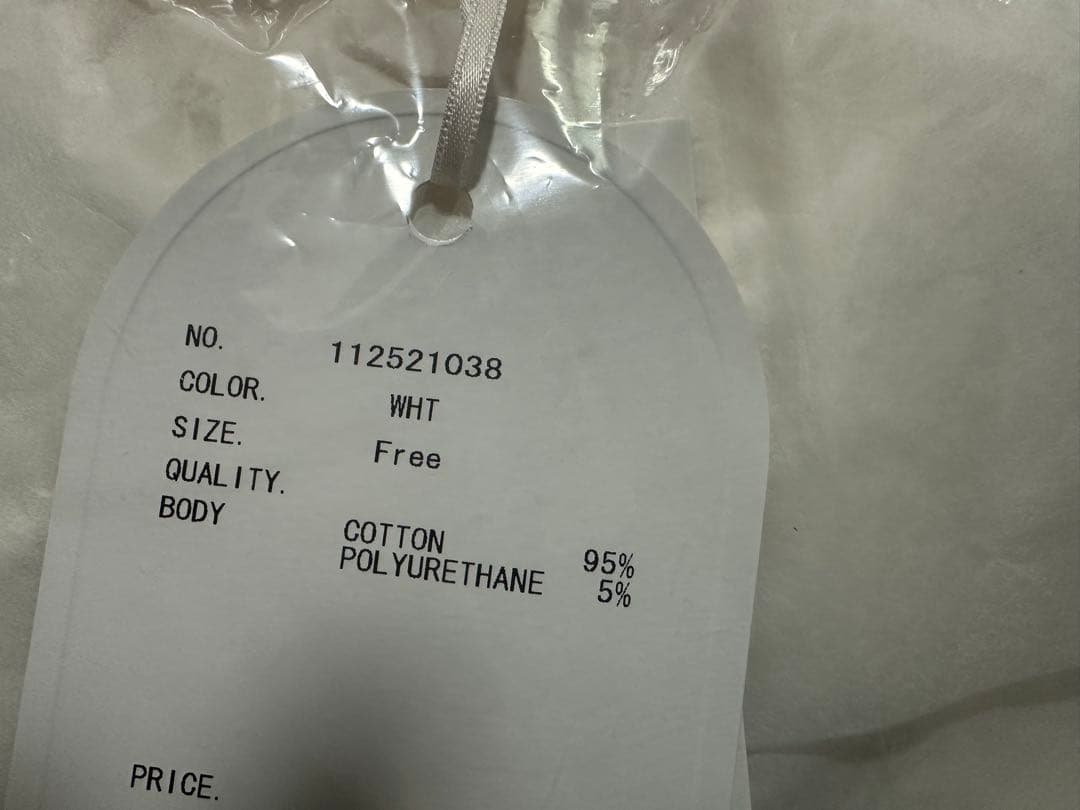 NO. 112521038
COLOR. WHT
SIZE. Free
QUALITY.
BODY COTTON 95%
POLYURETHANE 5%
PRICE.